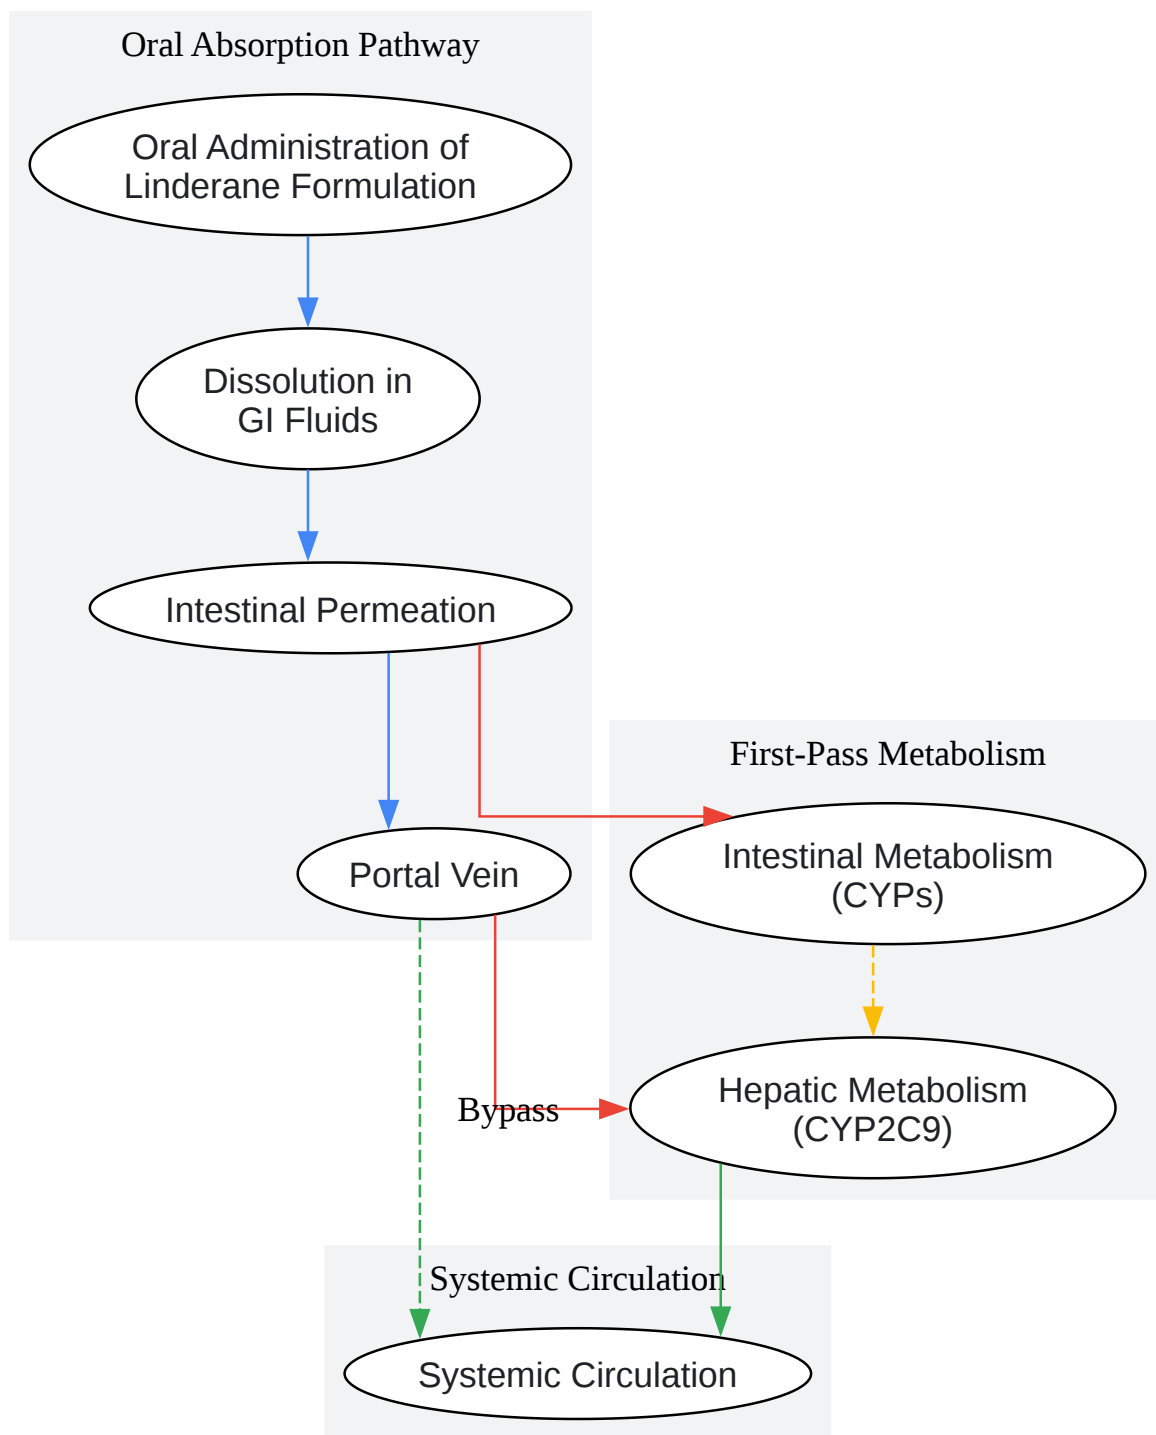 Oral Absorption Pathway
Oral Administration of
Linderane Formulation
Dissolution in
GI Fluids
Intestinal Permeation
First-Pass Metabolism
Intestinal Metabolism
(CYPs)
Portal Vein
Hepatic Metabolism
(CYP2C9)
Bypass
Systemic Circulation
Systemic Circulation